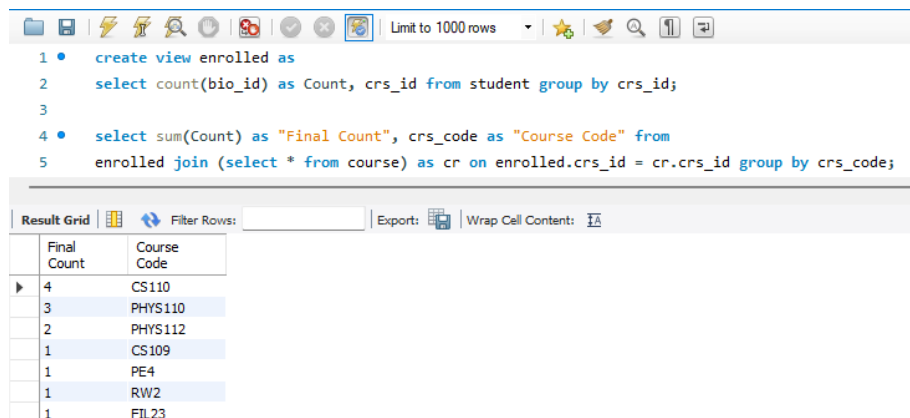 Limit to 1000 rows
1 create view enrolled as
2 select count(bio_id) as Count, crs_id from student group by crs_id;
3
4 select sum(Count) as "Final Count", crs_code as "Course Code" from
5 enrolled join (select * from course) as cr on enrolled.crs_id = cr.crs_id group by crs_code;
Result Grid Filter Rows: Export: Wrap Cell Content: IA
Final Course
Count Code
4 CS110
3 PHYS110
2 PHYS112
1 CS109
1 PE4
1 RW2
1 FIL23